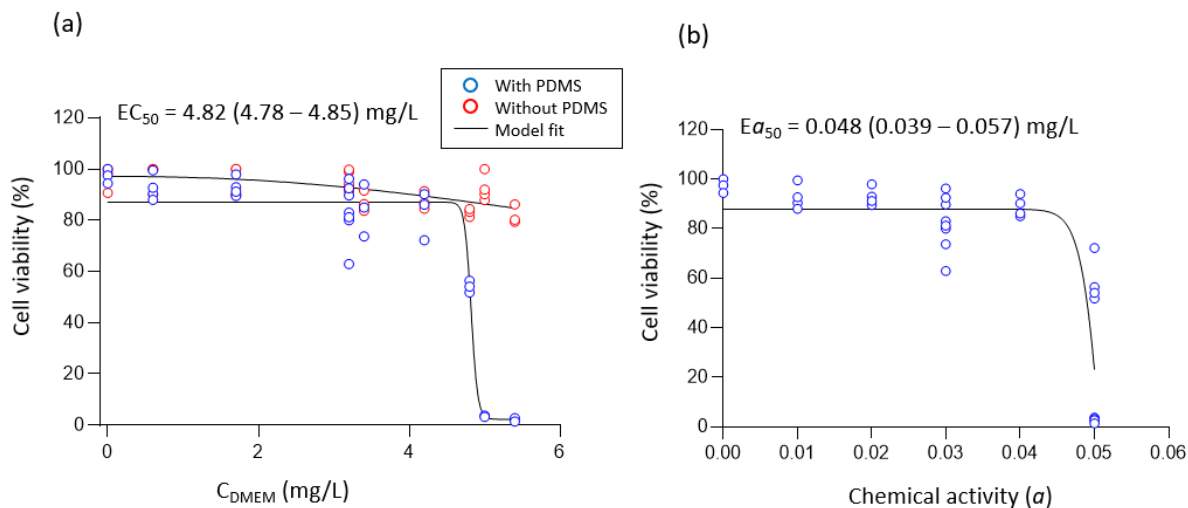 (a)
With PDMS
Without PDMS
Model fit
EC50 = 4.82 (4.78 – 4.85) mg/L
120
100
80
60
40
20
0
Cell viability (%)
0
2
4
6
CDMEM (mg/L)
(b)
Ea50 = 0.048 (0.039 – 0.057) mg/L
120
100
80
60
40
20
0
Cell viability (%)
0.00
0.01
0.02
0.03
0.04
0.05
0.06
Chemical activity (a)